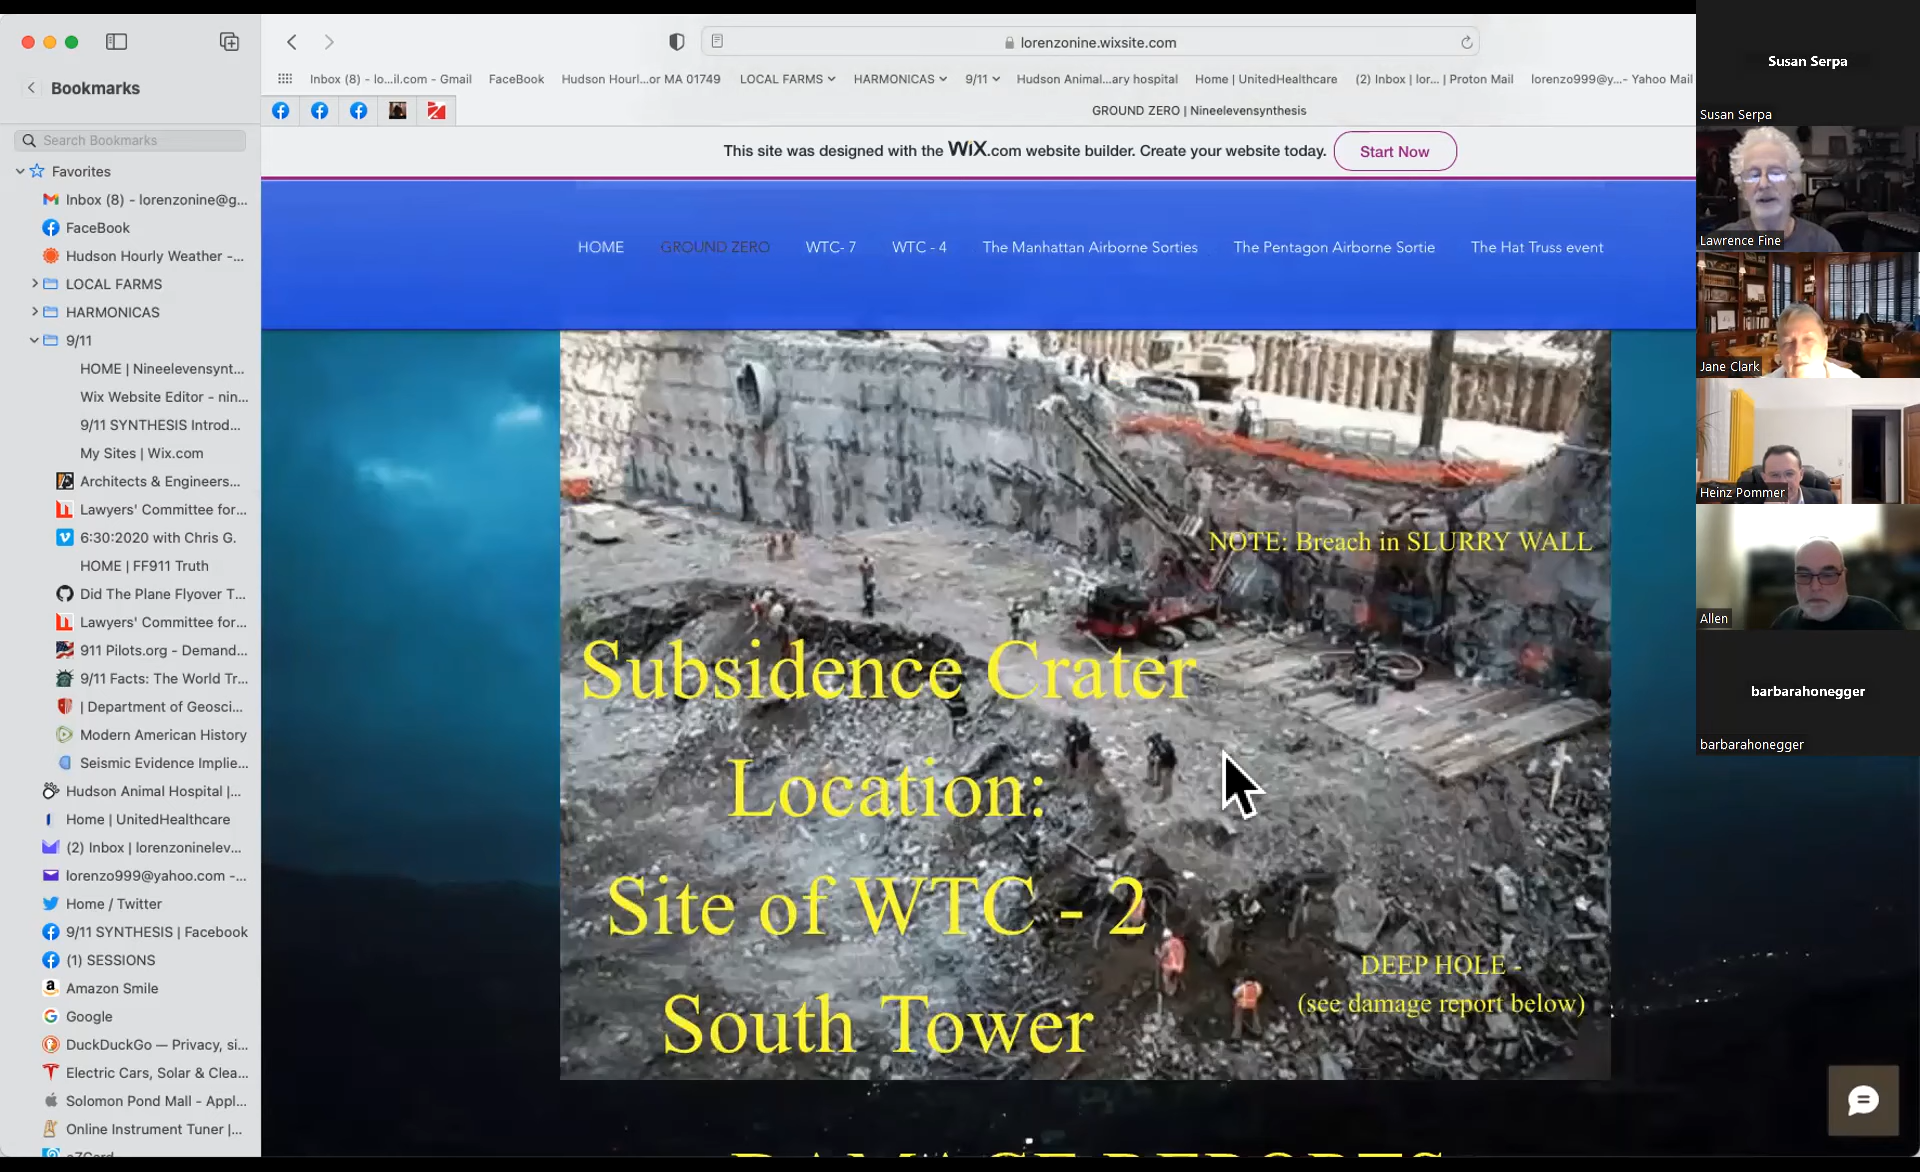 Bookmarks
Search Bookmarks
Favorites
Inbox (8) - lorenzonine@g...
FaceBook
Hudson Hourly Weather -...
LOCAL FARMS
HARMONICAS
9/11
HOME | Nineelevensynt...
Wix Website Editor - nin...
9/11 SYNTHESIS Introd...
My Sites | Wix.com
Architects & Engineers...
Lawyers' Committee for...
6:30:2020 with Chris G.
HOME | FF911 Truth
Did The Plane Flyover T...
Lawyers' Committee for...
911 Pilots.org - Demand...
9/11 Facts: The World Tr...
| Department of Geosci...
Modern American History
Seismic Evidence Implie...
Hudson Animal Hospital |...
Home | UnitedHealthcare
(2) Inbox | lorenzoninelev...
lorenzo999@yahoo.com -...
Home / Twitter
9/11 SYNTHESIS | Facebook
(1) SESSIONS
Amazon Smile
Google
DuckDuckGo — Privacy, si...
Electric Cars, Solar & Clea...
Solomon Pond Mall - Appl...
Online Instrument Tuner |...
lorenzonine.wixsite.com
Inbox (8) - lo...il.com - Gmail FaceBook Hudson Hourl...or MA 01749 LOCAL FARMS HARMONICAS 9/11 Hudson Animal...ary hospital Home | UnitedHealthcare (2) Inbox | lor... | Proton Mail lorenzo999@y...- Yahoo Mail
GROUND ZERO | Nineelevensynthesis
This site was designed with the WiX.com website builder. Create your website today. Start Now
HOME GROUND ZERO WTC- 7 WTC - 4 The Manhattan Airborne Sorties The Pentagon Airborne Sortie The Hat Truss event
NOTE: Breach in SLURRY WALL
Subsidence Crater
Location:
Site of WTC - 2
South Tower
DEEP HOLE -
(see damage report below)
DAMAGE REPORTS
Susan Serpa
Susan Serpa
Lawrence Fine
Jane Clark
Heinz Pommer
Allen
barbarahonegger
barbarahonegger